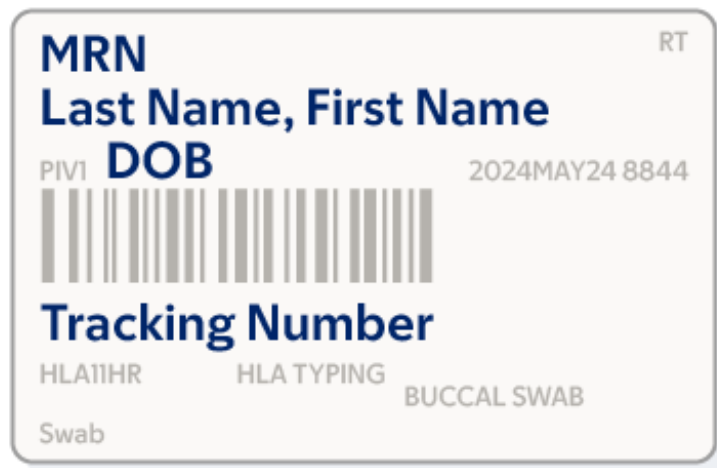 MRN RT
Last Name, First Name
PIV1 DOB 2024MAY24 8844
Tracking Number
HLA11HR HLA TYPING
BUCCAL SWAB
Swab